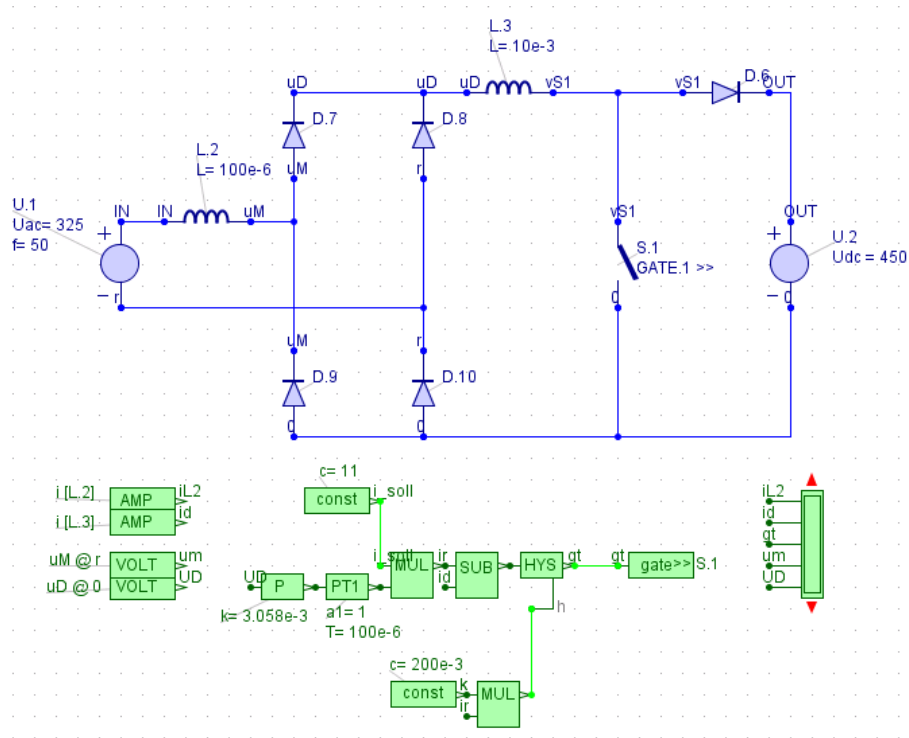 L.3
L= 10e-3
uD
uD
uD
vS1
vS1
D.6
OUT
D.7
D.8
L.2
L= 100e-6
uM
r
U.1
Uac= 325
f= 50
IN
IN
uM
vS1
OUT
+
+
S.1
GATE.1 >>
U.2
Udc = 450
–
r
0
–
0
uM
r
D.9
D.10
0
0
c= 11
i [L.2]
AMP
iL2
const
i_soll
iL2
i [L.3]
AMP
id
id
gt
uM @ r
VOLT
um
i_soll
MUL
ir
SUB
HYS
gt
gt
gate>>
S.1
um
uD @ 0
VOLT
UD
UD
P
PT1
id
UD
k= 3.058e-3
a1= 1
T= 100e-6
h
c= 200e-3
const
k
MUL
ir